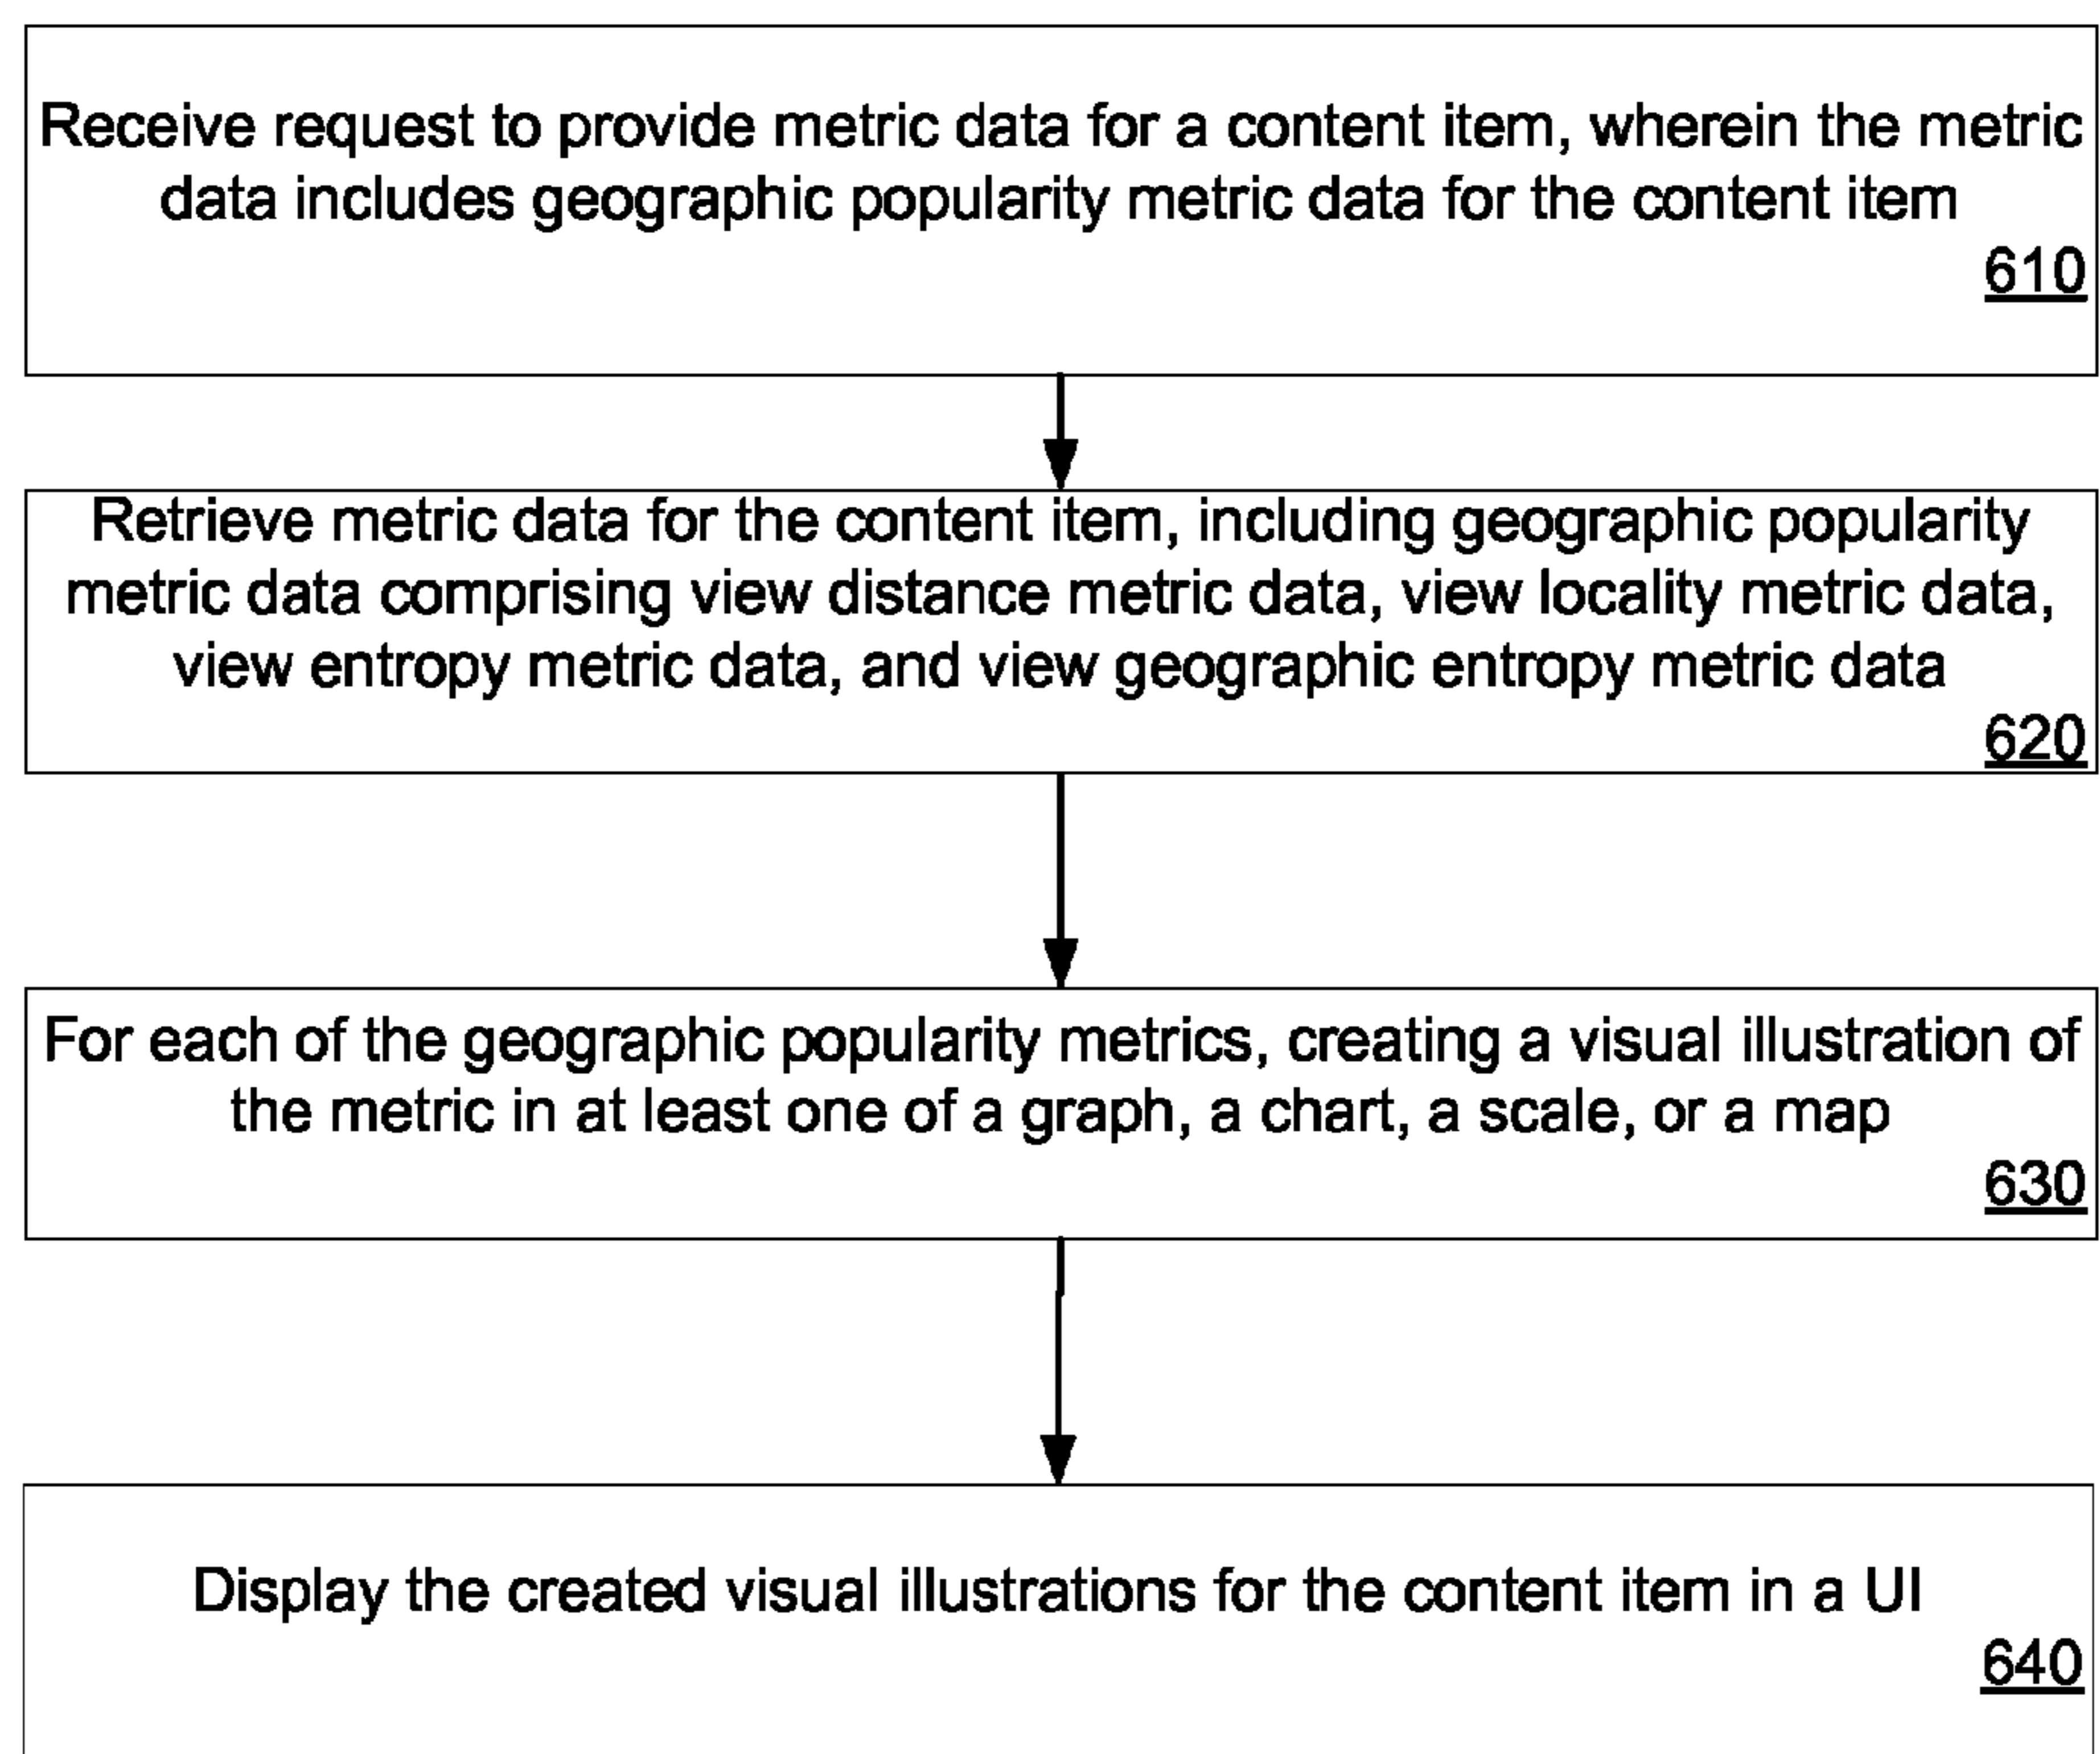 Receive request to provide metric data for a content item, wherein the metric
data includes geographic popularity metric data for the content item
610
Retrieve metric data for the content item, including geographic popularity
metric data comprising view distance metric data, view locality metric data,
view entropy metric data, and view geographic entropy metric data
620
For each of the geographic popularity metrics, creating a visual illustration of
the metric in at least one of a graph, a chart, a scale, or a map
630
Display the created visual illustrations for the content item in a UI
640